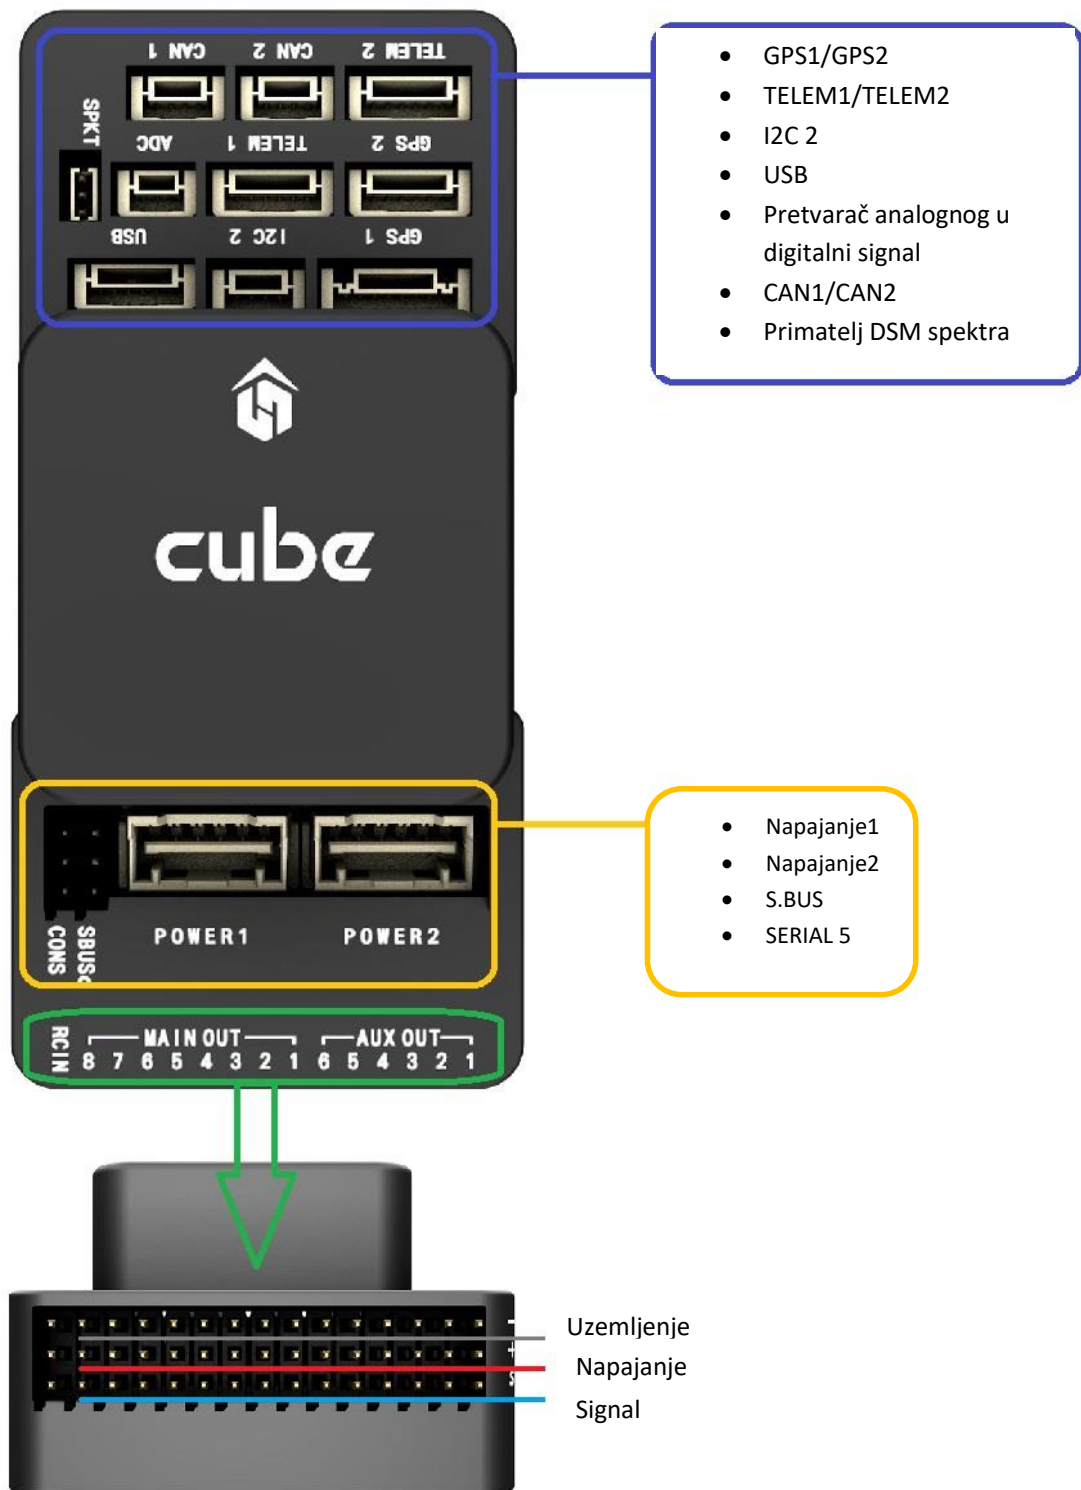 CAN 1 CAN 2 TELEM 2
SPKT
ADC TELEM 1 GPS 2
USB I2C 2 GPS 1
• GPS1/GPS2
• TELEM1/TELEM2
• I2C 2
• USB
• Pretvarač analognog u
digitalni signal
• CAN1/CAN2
• Primatelj DSM spektra
cube
CONS
SBUSo
POWER1 POWER2
• Napajanje1
• Napajanje2
• S.BUS
• SERIAL 5
RCIN
MAIN OUT AUX OUT
8 7 6 5 4 3 2 1 6 5 4 3 2 1
-
+
S
Uzemljenje
Napajanje
Signal